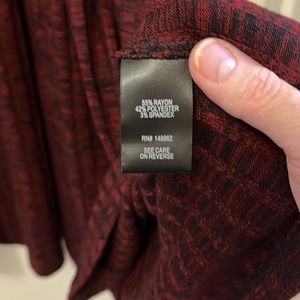 55% RAYON
42% POLYESTER
3% SPANDEX
RN# 148662
SEE CARE
ON REVERSE